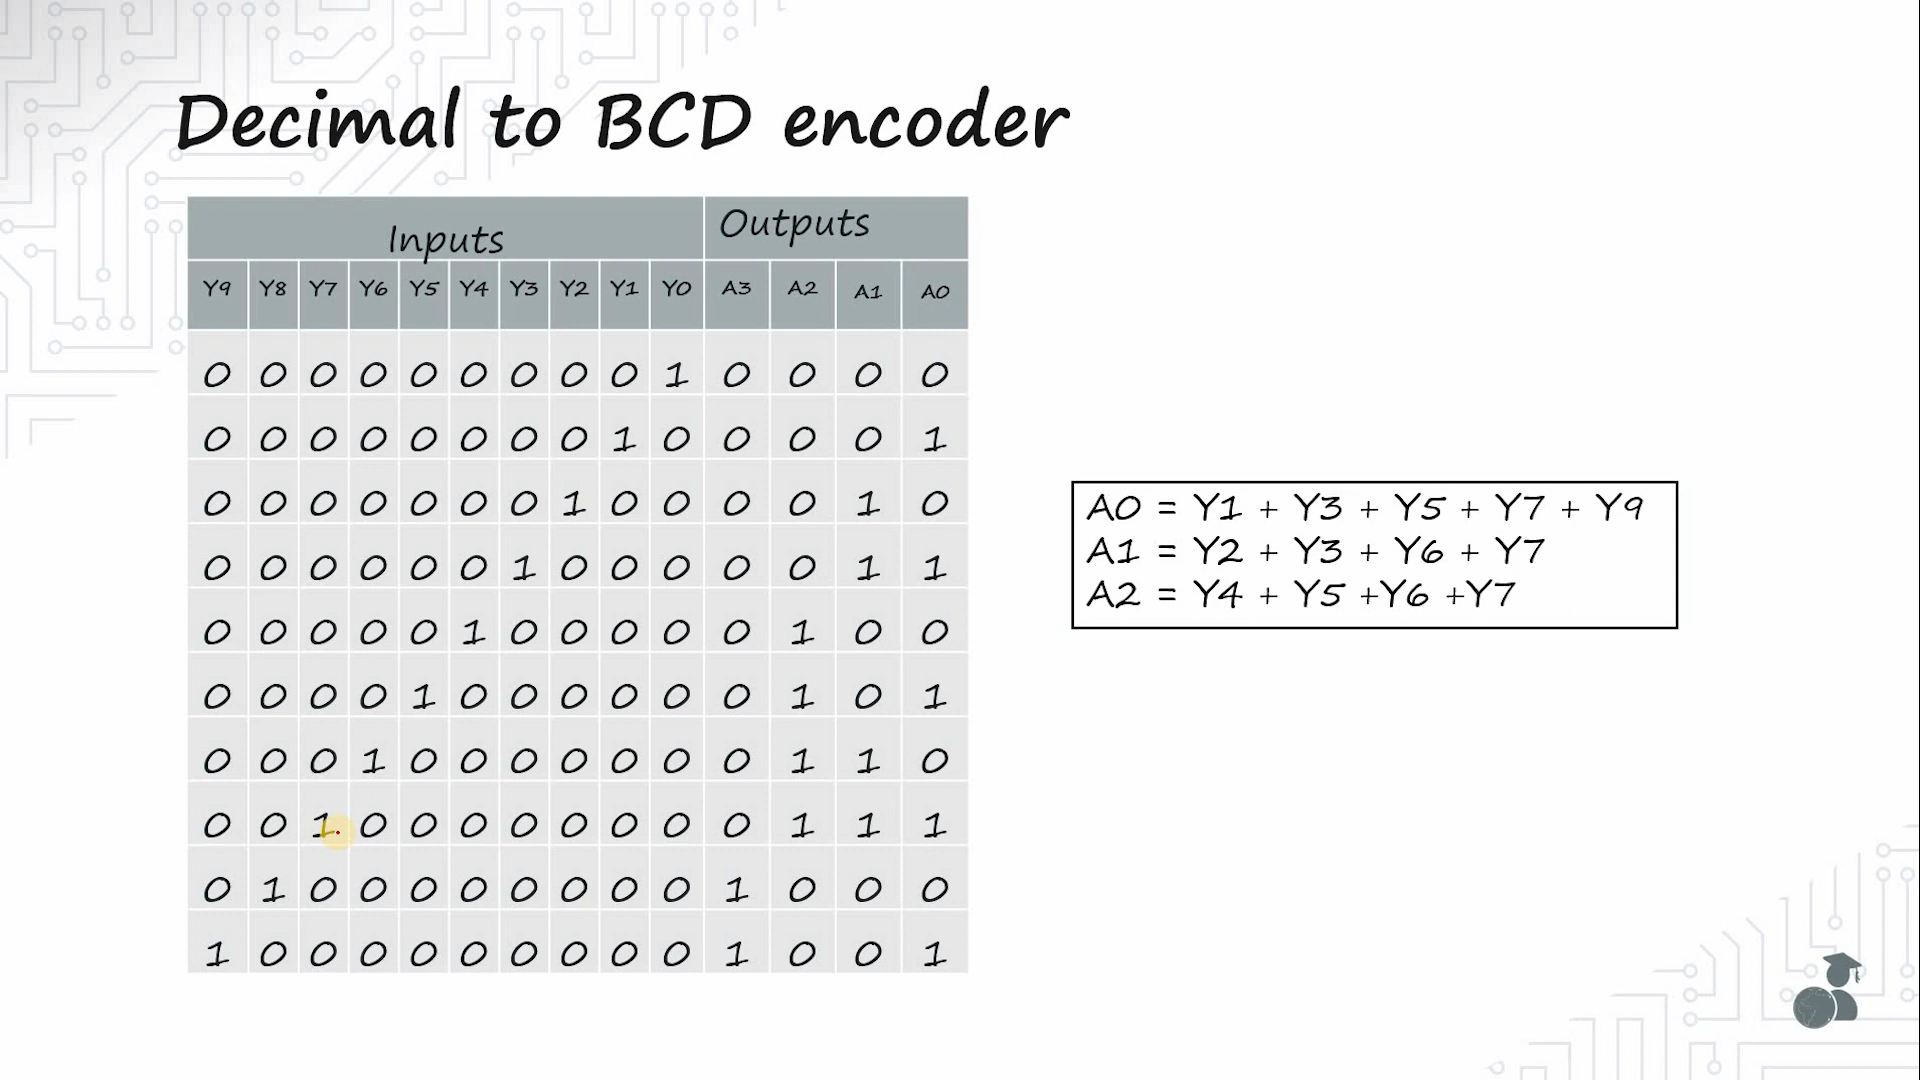 Decimal to BCD encoder
Inputs Outputs
Y9 Y8 Y7 Y6 Y5 Y4 Y3 Y2 Y1 Y0 A3 A2 A1 A0
0 0 0 0 0 0 0 0 0 1 0 0 0 0
0 0 0 0 0 0 0 0 1 0 0 0 0 1
0 0 0 0 0 0 0 1 0 0 0 0 1 0
0 0 0 0 0 0 1 0 0 0 0 0 1 1
0 0 0 0 0 1 0 0 0 0 0 1 0 0
0 0 0 0 1 0 0 0 0 0 0 1 0 1
0 0 0 1 0 0 0 0 0 0 0 1 1 0
0 0 1 0 0 0 0 0 0 0 0 1 1 1
0 1 0 0 0 0 0 0 0 0 1 0 0 0
1 0 0 0 0 0 0 0 0 0 1 0 0 1
A0 = Y1 + Y3 + Y5 + Y7 + Y9
A1 = Y2 + Y3 + Y6 + Y7
A2 = Y4 + Y5 +Y6 +Y7